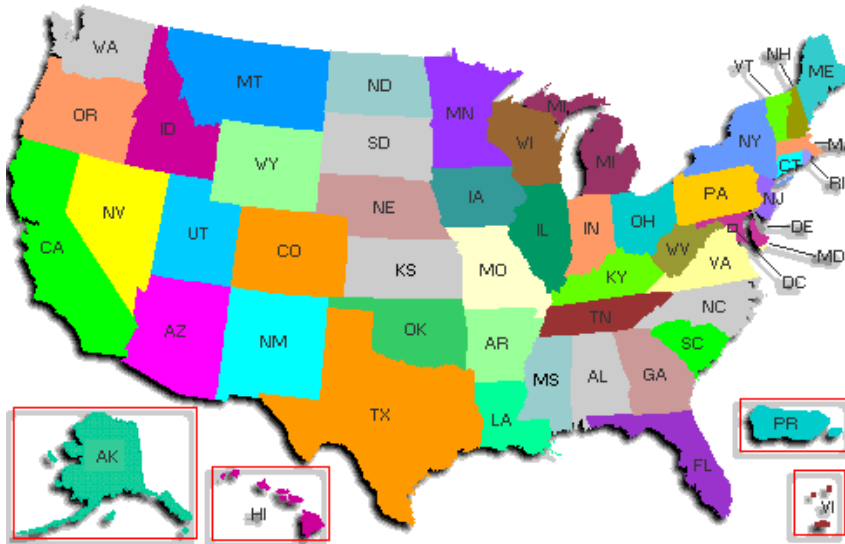 WA
MT
ND
MN
MI
VT
NH
ME
OR
ID
SD
WI
MI
NY
MA
WY
CT
RI
NV
NE
IA
PA
NJ
CA
UT
CO
IL
IN
OH
WV
DE
KS
MO
KY
VA
MD
DC
AZ
NM
OK
AR
TN
NC
SC
MS
AL
GA
TX
LA
FL
PR
AK
HI
VI